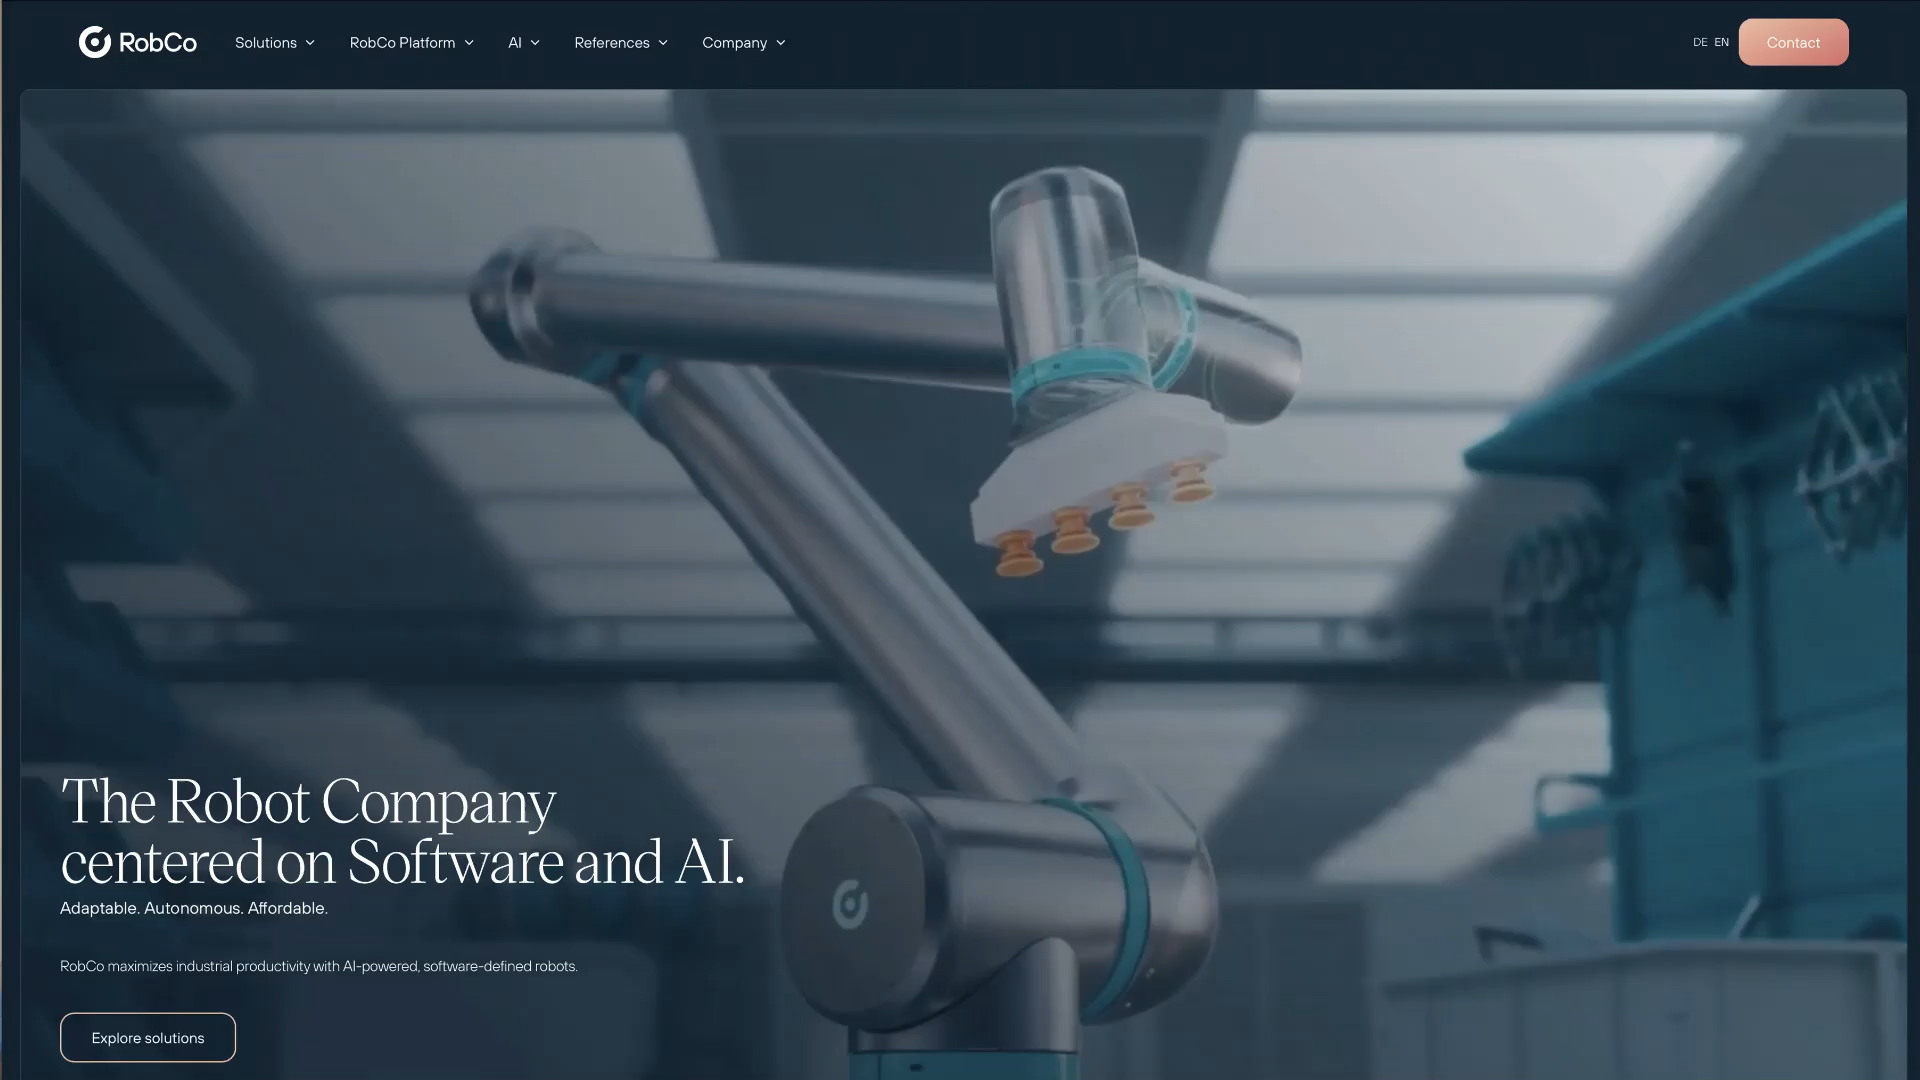 RobCo
Solutions
RobCo Platform
AI
References
Company
DE EN
Contact
The Robot Company
centered on Software and AI.
Adaptable. Autonomous. Affordable.
RobCo maximizes industrial productivity with AI-powered, software-defined robots.
Explore solutions